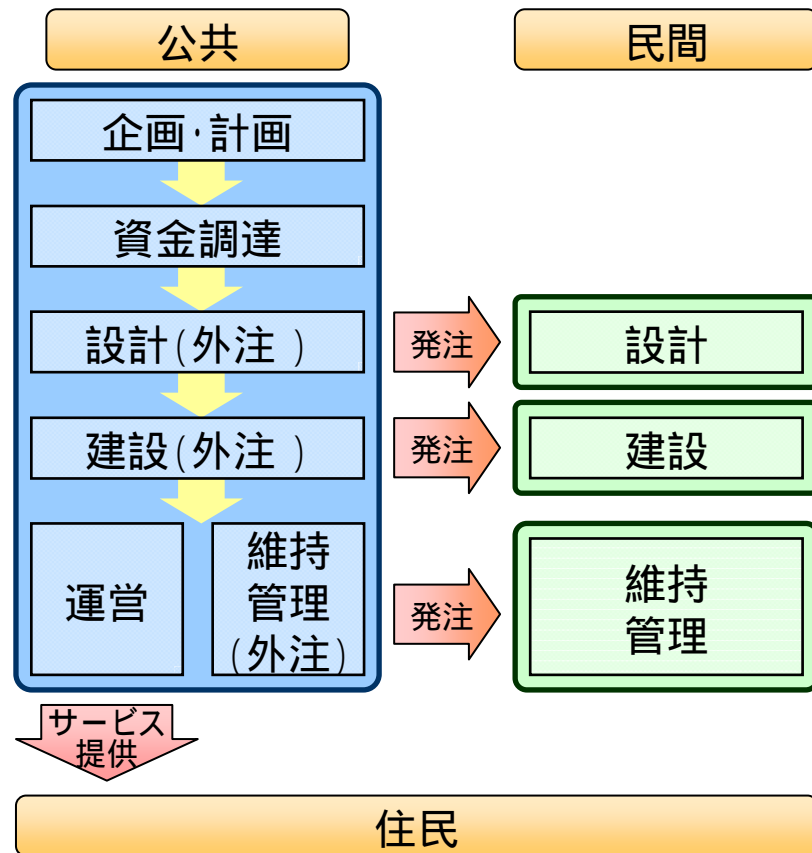 公共
民間
企画・計画
資金調達
設計(外注 )
発注
設計
建設(外注 )
発注
建設
運営
維持
管理
(外注)
発注
維持
管理
サービス
提供
住民